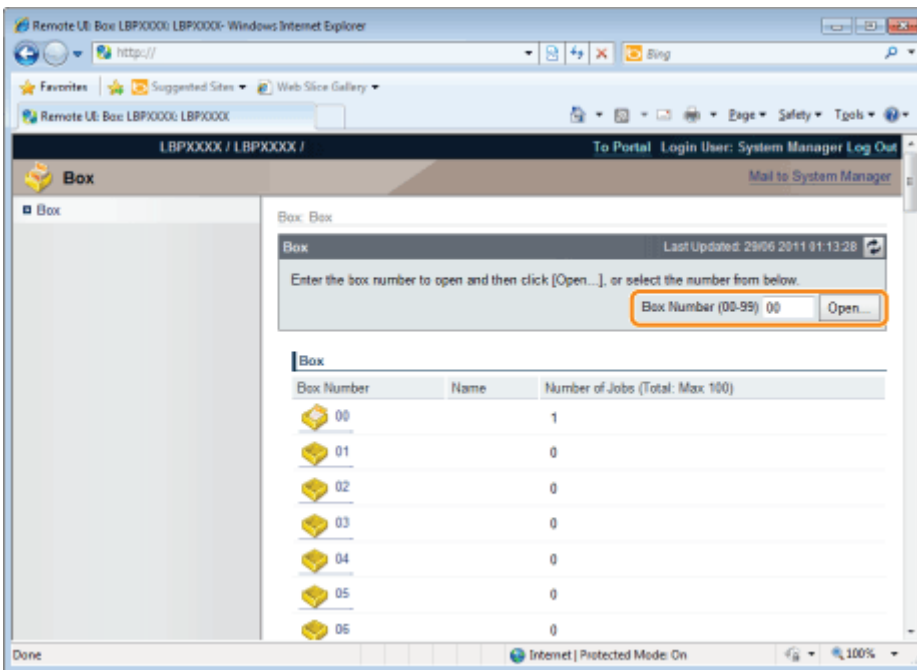 Remote UI: Box: LBPXXXX: LBPXXXX- Windows Internet Explorer
http://
Bing
Favorites Suggested Sites Web Slice Gallery
Remote UI: Box: LBPXXXX: LBPXXXX Page Safety Tools
LBPXXXX / LBPXXXX / To Portal Login User: System Manager Log Out
Box Mail to System Manager
Box
Box: Box
Box Last Updated: 29/06 2011 01:13:28
Enter the box number to open and then click [Open...], or select the number from below.
Box Number (00-99) 00 Open...
Box
Box Number Name Number of Jobs (Total: Max 100)
00 1
01 0
02 0
03 0
04 0
05 0
06 0
Done Internet | Protected Mode: On 100%